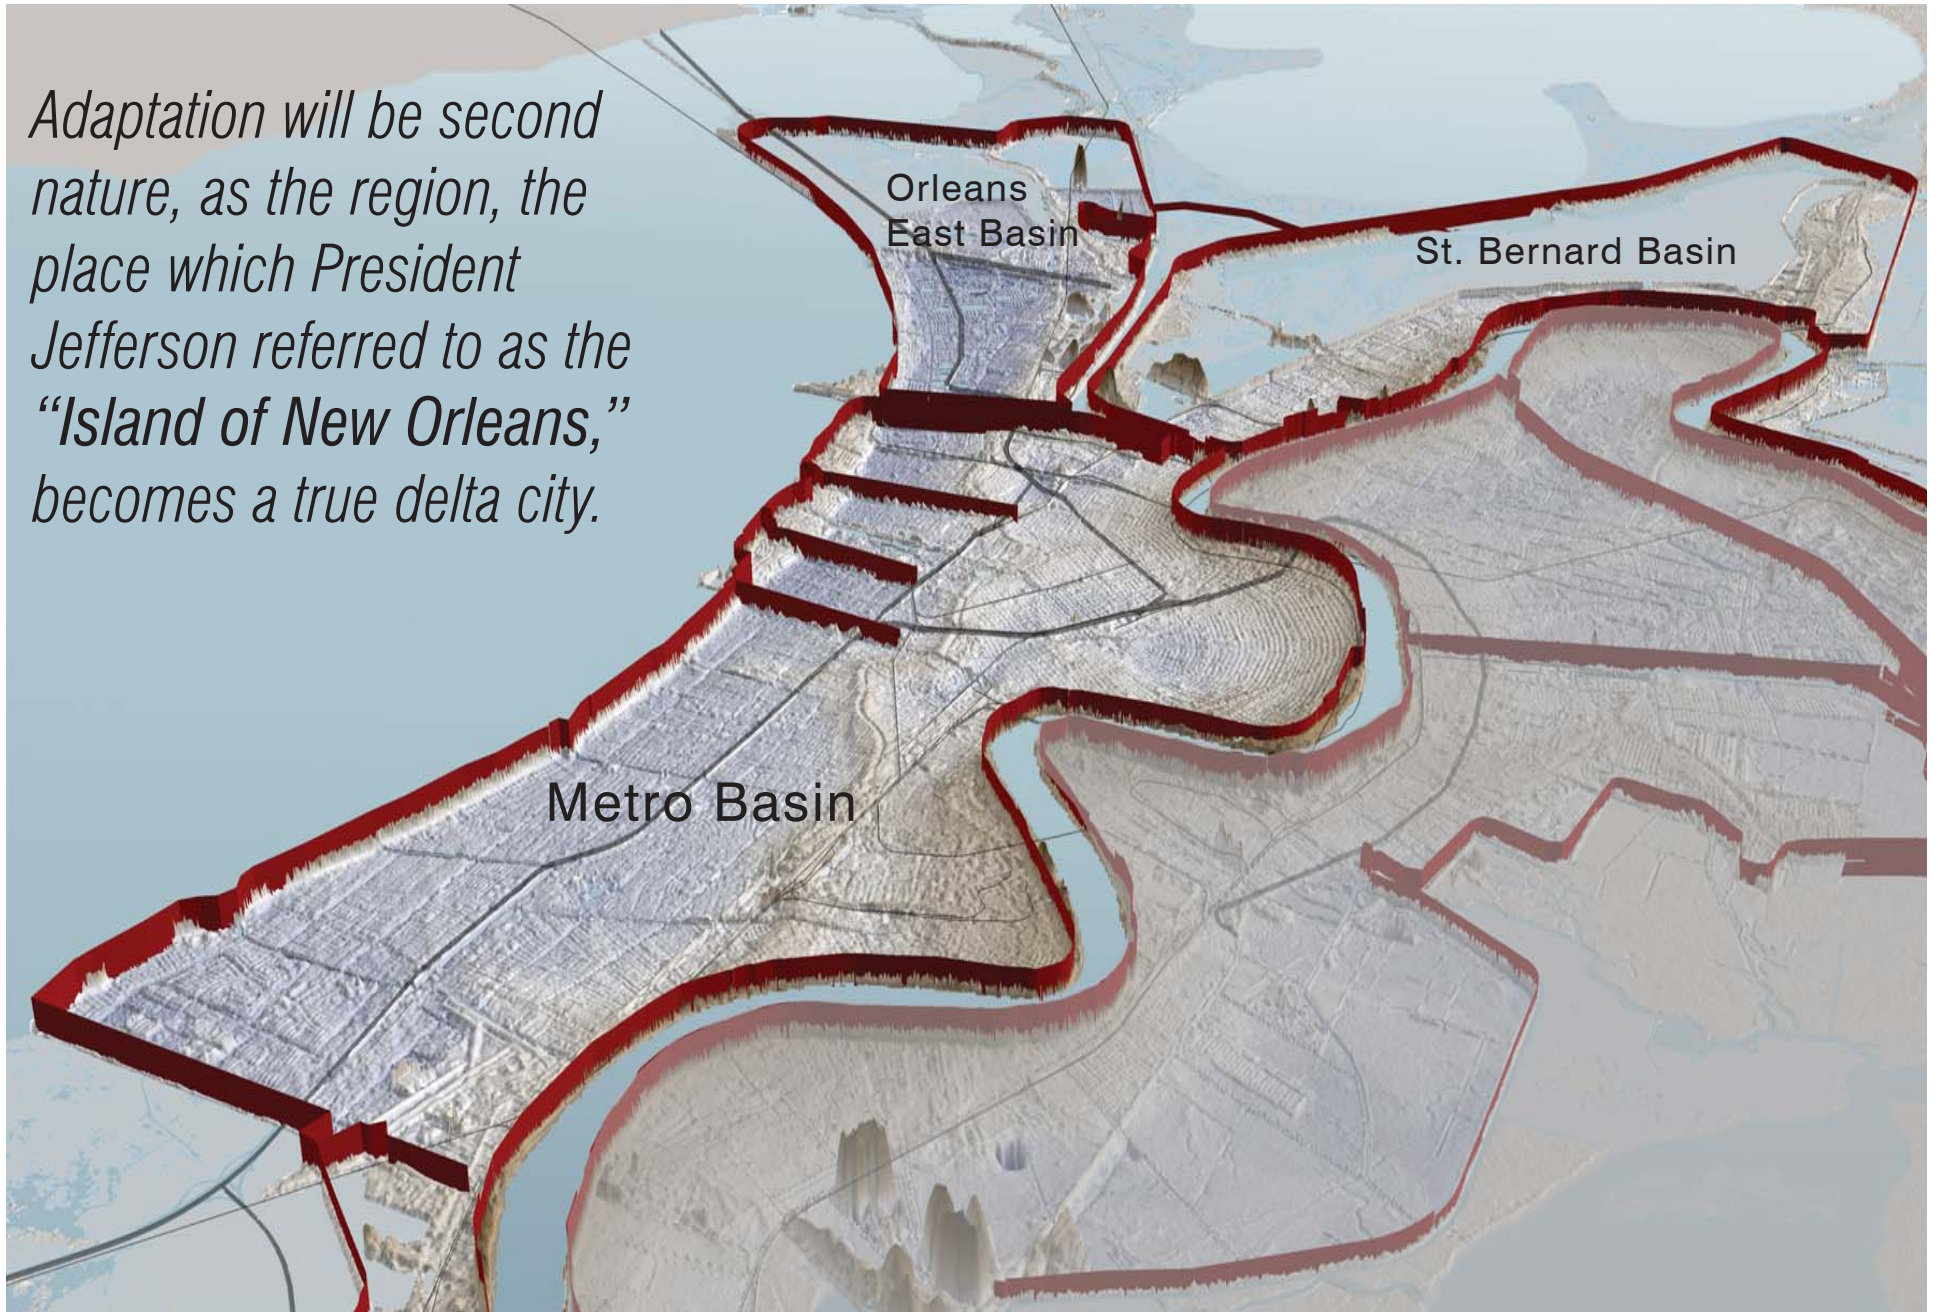 Adaptation will be second
nature, as the region, the
place which President
Jefferson referred to as the
“Island of New Orleans,”
becomes a true delta city.
Orleans
East Basin
St. Bernard Basin
Metro Basin